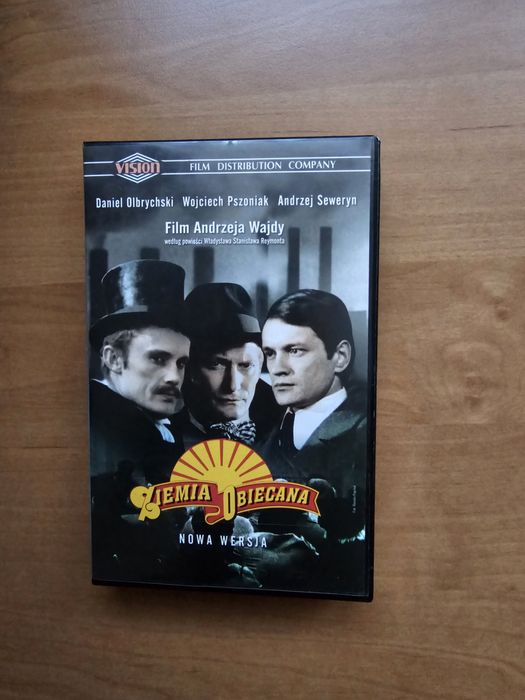 VISION
FILM DISTRIBUTION COMPANY
Daniel Olbrychski Wojciech Pszoniak Andrzej Seweryn
Film Andrzeja Wajdy
według powieści Władysława Stanisława Reymonta
ZIEMIA OBIECANA
NOWA WERSJA